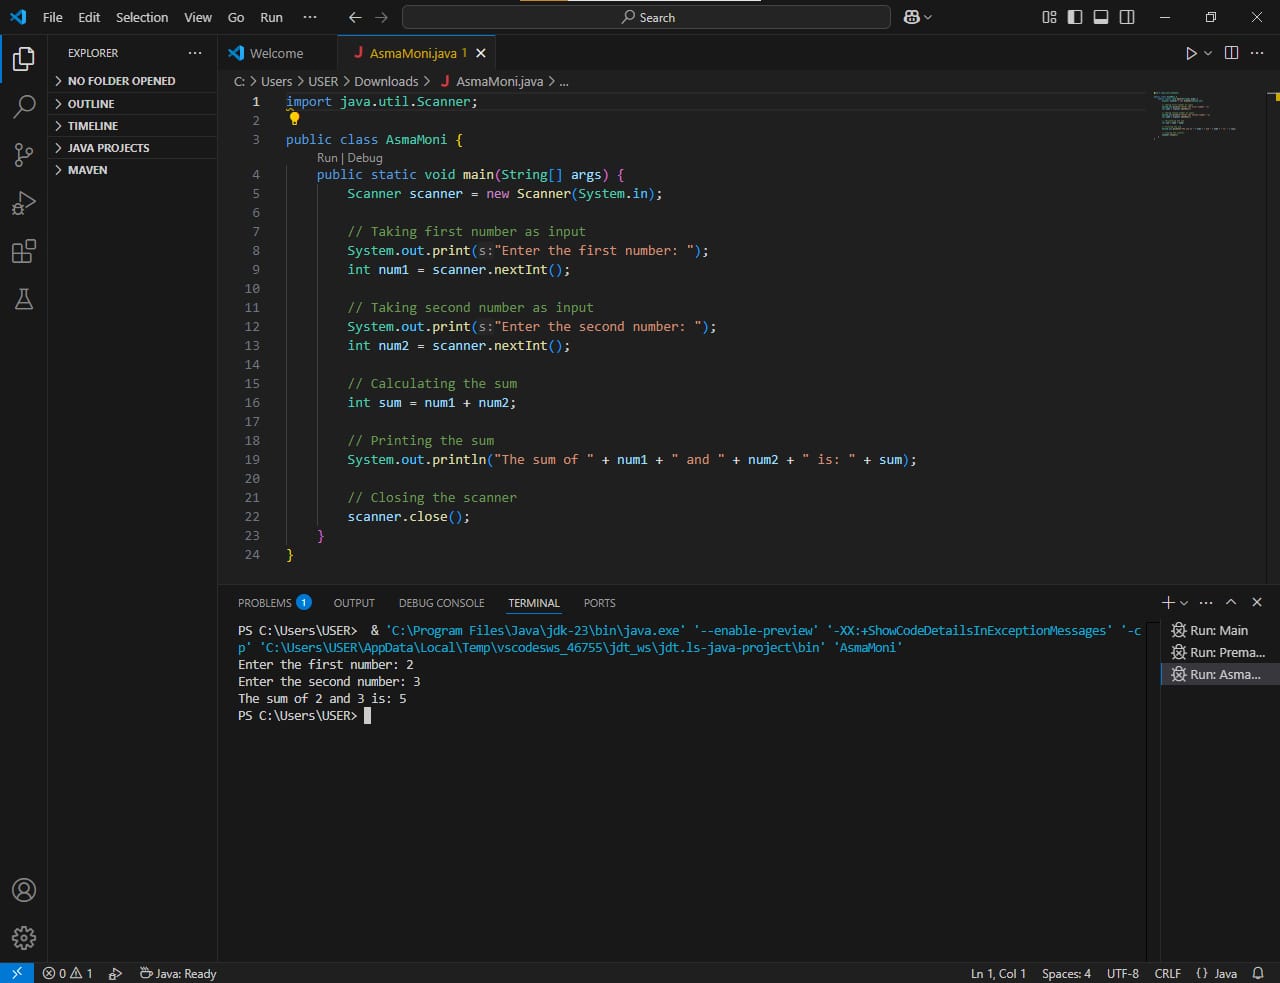 File Edit Selection View Go Run ··· Search
EXPLORER ···
NO FOLDER OPENED
OUTLINE
TIMELINE
JAVA PROJECTS
MAVEN
Welcome
AsmaMoni.java 1
C: > Users > USER > Downloads > AsmaMoni.java > ...
1 import java.util.Scanner;
2
3 public class AsmaMoni {
Run | Debug
4 public static void main(String[] args) {
5 Scanner scanner = new Scanner(System.in);
6
7 // Taking first number as input
8 System.out.print(s:"Enter the first number: ");
9 int num1 = scanner.nextInt();
10
11 // Taking second number as input
12 System.out.print(s:"Enter the second number: ");
13 int num2 = scanner.nextInt();
14
15 // Calculating the sum
16 int sum = num1 + num2;
17
18 // Printing the sum
19 System.out.println("The sum of " + num1 + " and " + num2 + " is: " + sum);
20
21 // Closing the scanner
22 scanner.close();
23 }
24 }
PROBLEMS 1 OUTPUT DEBUG CONSOLE TERMINAL PORTS
PS C:\Users\USER>  & 'C:\Program Files\Java\jdk-23\bin\java.exe' '--enable-preview' '-XX:+ShowCodeDetailsInExceptionMessages' '-c
p' 'C:\Users\USER\AppData\Local\Temp\vscodesws_46755\jdt_ws\jdt.ls-java-project\bin' 'AsmaMoni'
Enter the first number: 2
Enter the second number: 3
The sum of 2 and 3 is: 5
PS C:\Users\USER>
Run: Main
Run: Prema...
Run: Asma...
0 1 Java: Ready Ln 1, Col 1 Spaces: 4 UTF-8 CRLF {} Java